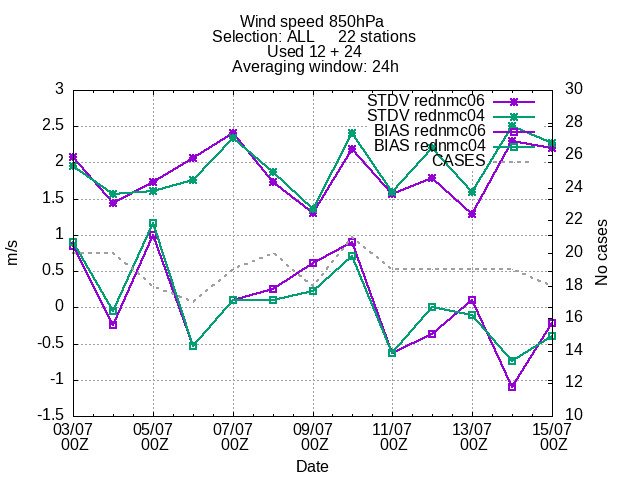 Wind speed 850hPa
Selection: ALL 22 stations
Used 12 + 24
Averaging window: 24h
STDV rednmc06
STDV rednmc04
BIAS rednmc06
BIAS rednmc04
CASES
3
2.5
2
1.5
1
0.5
0
-0.5
-1
-1.5
m/s
30
28
26
24
22
20
18
16
14
12
10
No cases
03/07 05/07 07/07 09/07 11/07 13/07 15/07
00Z 00Z 00Z 00Z 00Z 00Z 00Z
Date